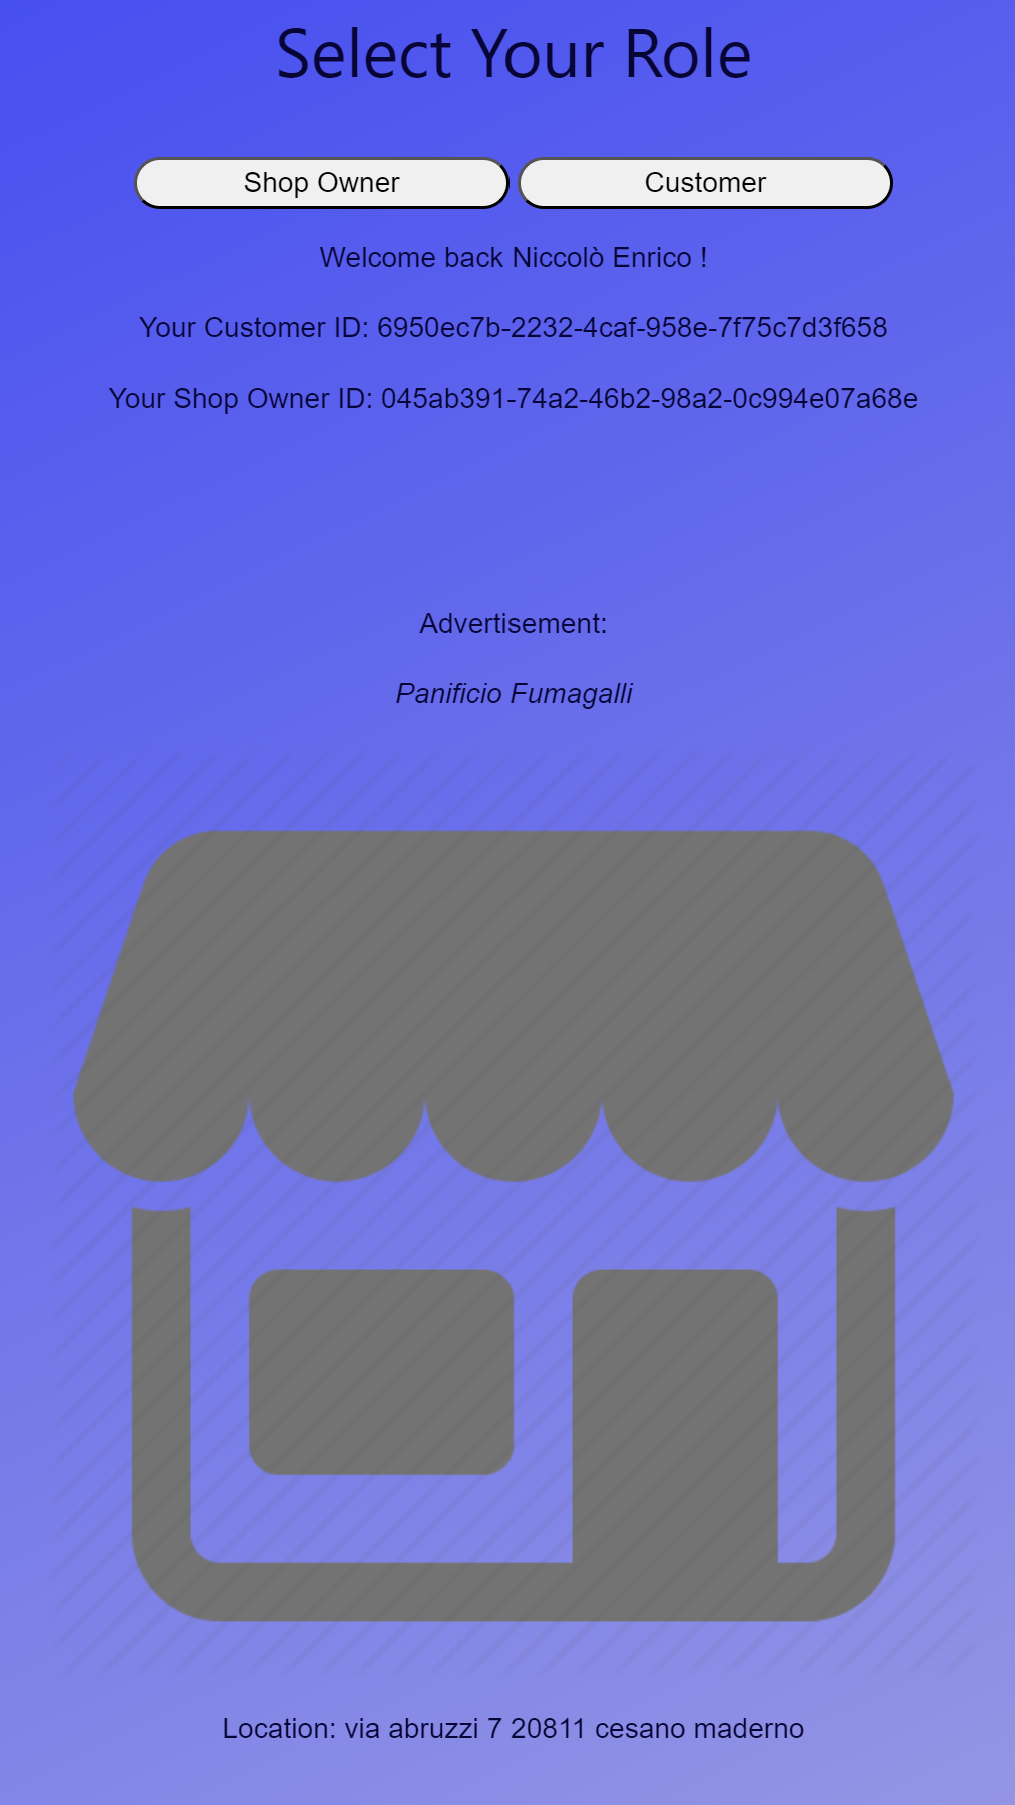 Select Your Role
Shop Owner Customer
Welcome back Niccolò Enrico !
Your Customer ID: 6950ec7b-2232-4caf-958e-7f75c7d3f658
Your Shop Owner ID: 045ab391-74a2-46b2-98a2-0c994e07a68e
Advertisement:
Panificio Fumagalli
Location: via abruzzi 7 20811 cesano maderno